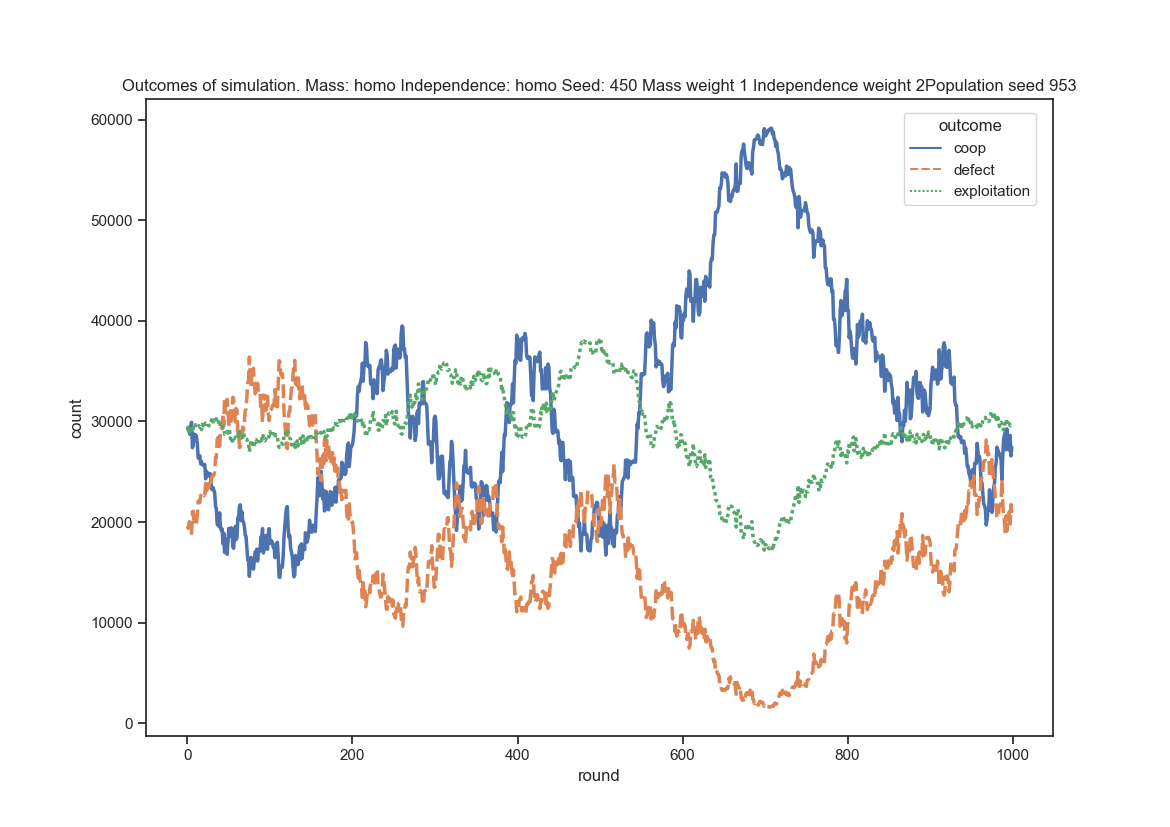 Outcomes of simulation. Mass: homo Independence: homo Seed: 450 Mass weight 1 Independence weight 2Population seed 953
outcome
coop
defect
exploitation
60000
50000
40000
30000
20000
10000
0
count
0 200 400 600 800 1000
round